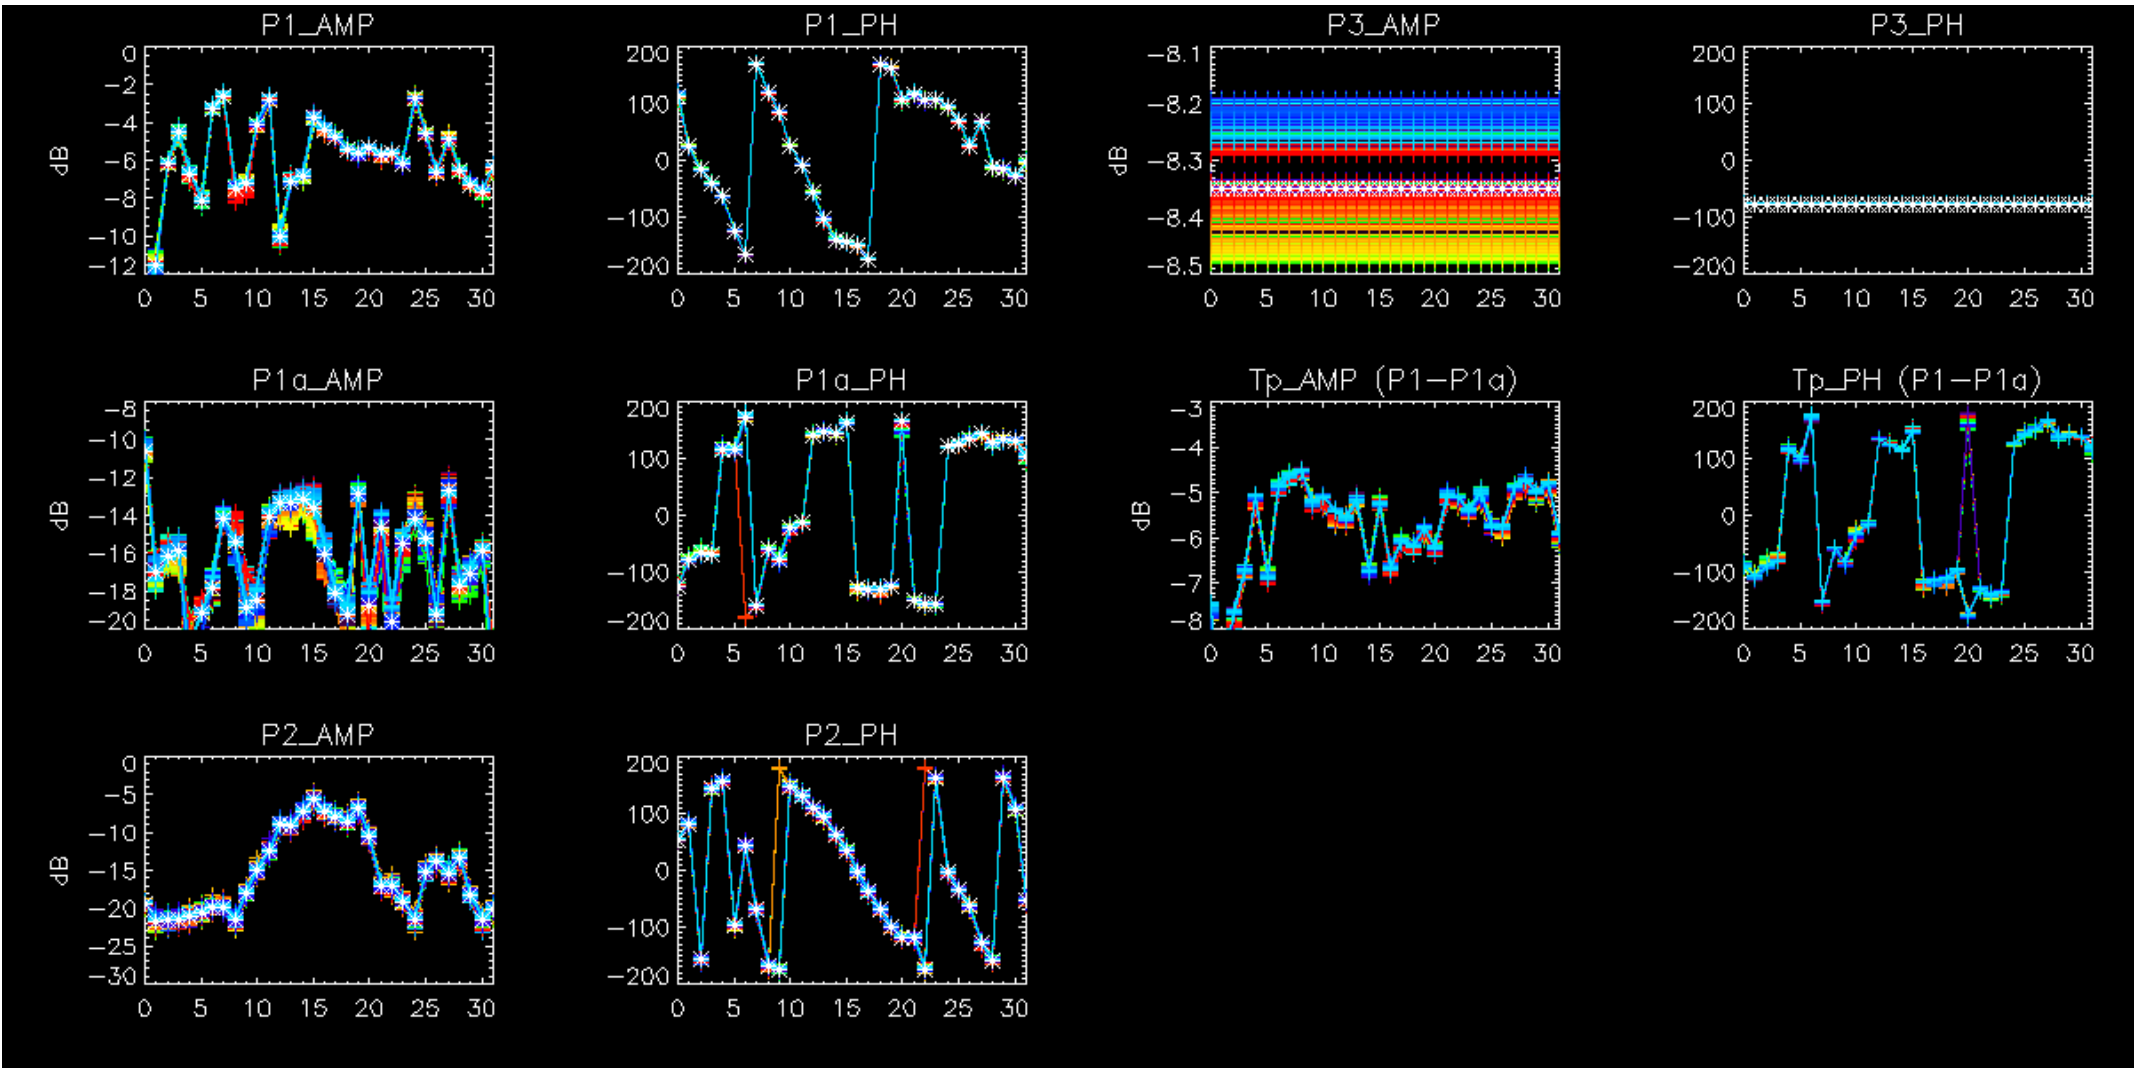 P1_AMP
dB
0
−2
−4
−6
−8
−10
−12
0 5 10 15 20 25 30
P1_PH
200
100
0
−100
−200
0 5 10 15 20 25 30
P3_AMP
dB
−8.1
−8.2
−8.3
−8.4
−8.5
0 5 10 15 20 25 30
P3_PH
200
100
0
−100
−200
0 5 10 15 20 25 30
P1a_AMP
dB
−8
−10
−12
−14
−16
−18
−20
0 5 10 15 20 25 30
P1a_PH
200
100
0
−100
−200
0 5 10 15 20 25 30
Tp_AMP (P1−P1a)
dB
−3
−4
−5
−6
−7
−8
0 5 10 15 20 25 30
Tp_PH (P1−P1a)
200
100
0
−100
−200
0 5 10 15 20 25 30
P2_AMP
dB
0
−5
−10
−15
−20
−25
−30
0 5 10 15 20 25 30
P2_PH
200
100
0
−100
−200
0 5 10 15 20 25 30